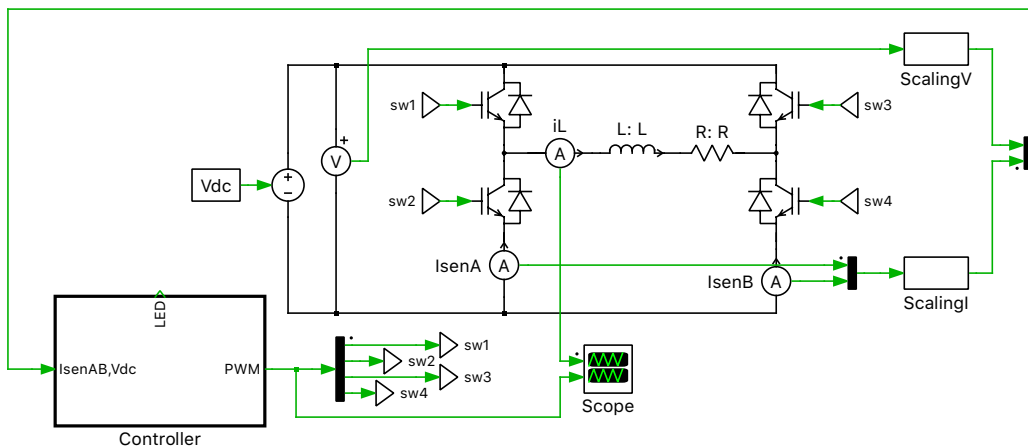 ScalingV
sw1
sw3
iL
L: L
R: R
A
V
Vdc
sw2
sw4
IsenA
A
IsenB
A
ScalingI
LED
IsenAB,Vdc
PWM
sw1
sw2
sw3
sw4
Scope
Controller